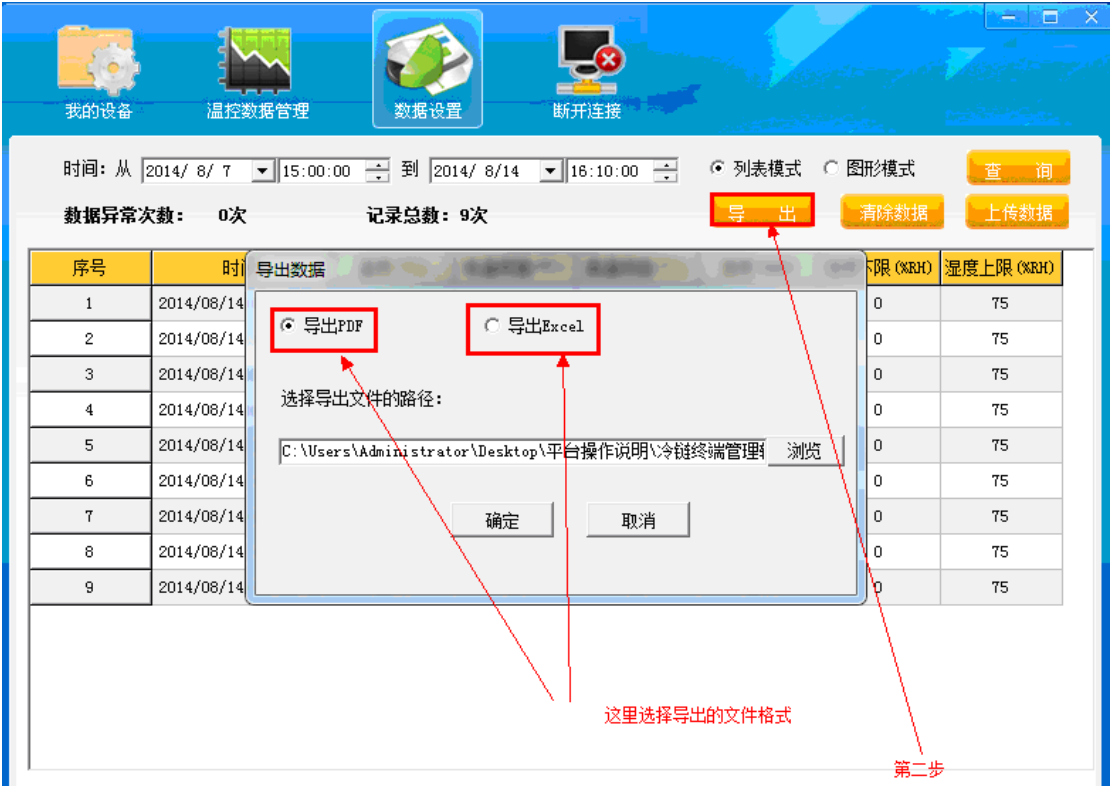 我的设备 温控数据管理 数据设置 断开连接
时间: 从 2014/ 8/ 7 15:00:00 到 2014/ 8/14 16:10:00 列表模式 图形模式 查 询
数据异常次数: 0次 记录总数: 9次 导 出 清除数据 上传数据
序号 限(%RH) 湿度上限(%RH)
导出数据
1 2014/08/14 0 75
导出PDF 导出Excel
2 2014/08/14 0 75
3 2014/08/14 0 75
选择导出文件的路径:
4 2014/08/14 0 75
5 2014/08/14 0 75
C:\Users\Administrator\Desktop\平台操作说明\冷链终端管理 浏览
6 2014/08/14 0 75
7 2014/08/14 0 75
确定 取消
8 2014/08/14 0 75
9 2014/08/14 0 75
这里选择导出的文件格式
第二步